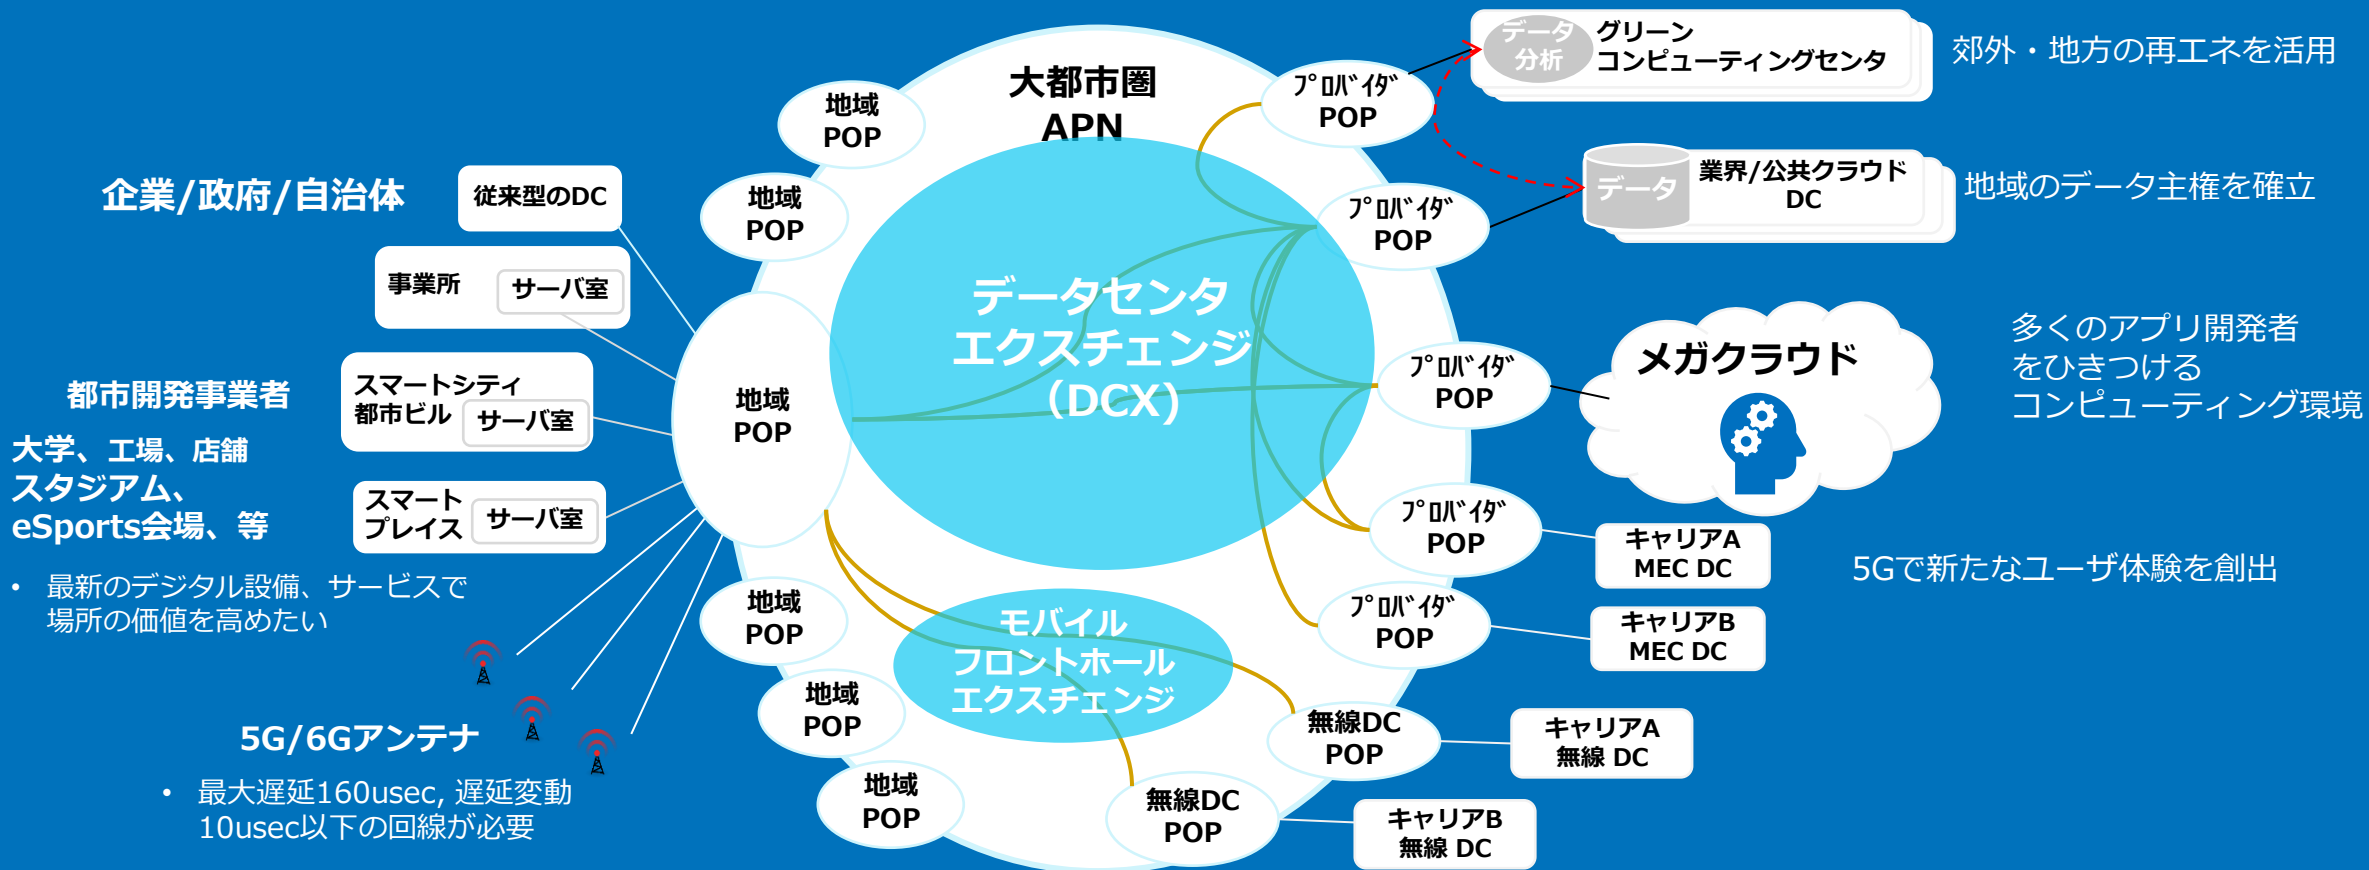 大都市圏
APN
データセンタ
エクスチェンジ
（DCX）
モバイル
フロントホール
エクスチェンジ
地域
POP
地域
POP
地域
POP
地域
POP
地域
POP
地域
POP
企業/政府/自治体
従来型のDC
事業所
サーバ室
都市開発事業者
スマートシティ
都市ビル
サーバ室
大学、工場、店舗
スタジアム、
eSports会場、等
スマート
プレイス
サーバ室
• 最新のデジタル設備、サービスで
場所の価値を高めたい
5G/6Gアンテナ
• 最大遅延160usec, 遅延変動
10usec以下の回線が必要
ﾌﾟﾛﾊﾞｲﾀﾞ
POP
ﾌﾟﾛﾊﾞｲﾀﾞ
POP
ﾌﾟﾛﾊﾞｲﾀﾞ
POP
ﾌﾟﾛﾊﾞｲﾀﾞ
POP
ﾌﾟﾛﾊﾞｲﾀﾞ
POP
無線DC
POP
無線DC
POP
データ
分析
グリーン
コンピューティングセンタ
郊外・地方の再エネを活用
データ
業界/公共クラウド
DC
地域のデータ主権を確立
メガクラウド
多くのアプリ開発者
をひきつける
コンピューティング環境
キャリアA
MEC DC
5Gで新たなユーザ体験を創出
キャリアB
MEC DC
キャリアA
無線 DC
キャリアB
無線 DC